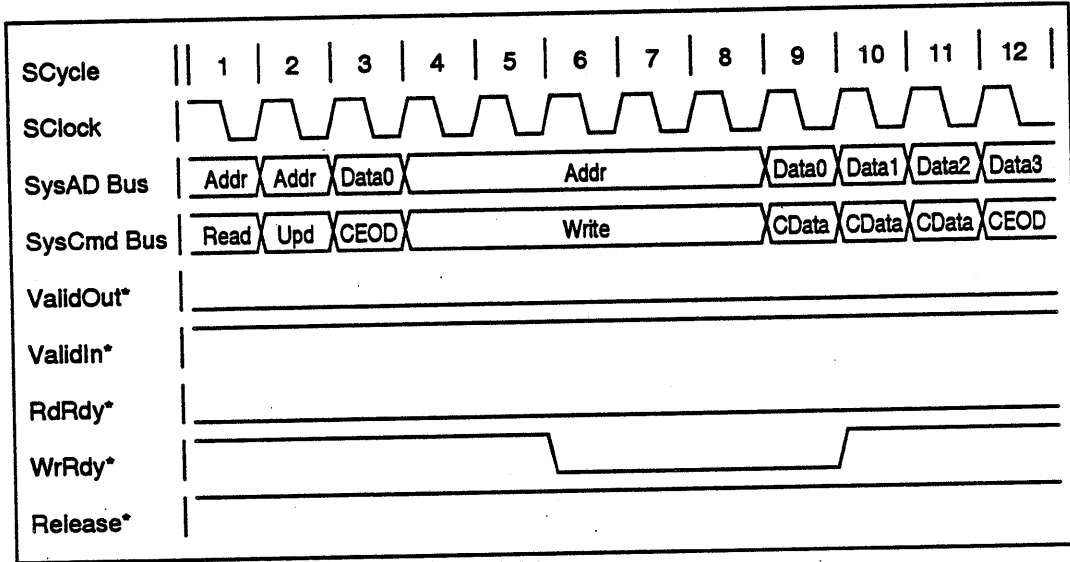 SCycle 1 2 3 4 5 6 7 8 9 10 11 12
SClock
SysAD Bus Addr Addr Data0 Addr Data0 Data1 Data2 Data3
SysCmd Bus Read Upd CEOD Write CData CData CData CEOD
ValidOut*
ValidIn*
RdRdy*
WrRdy*
Release*